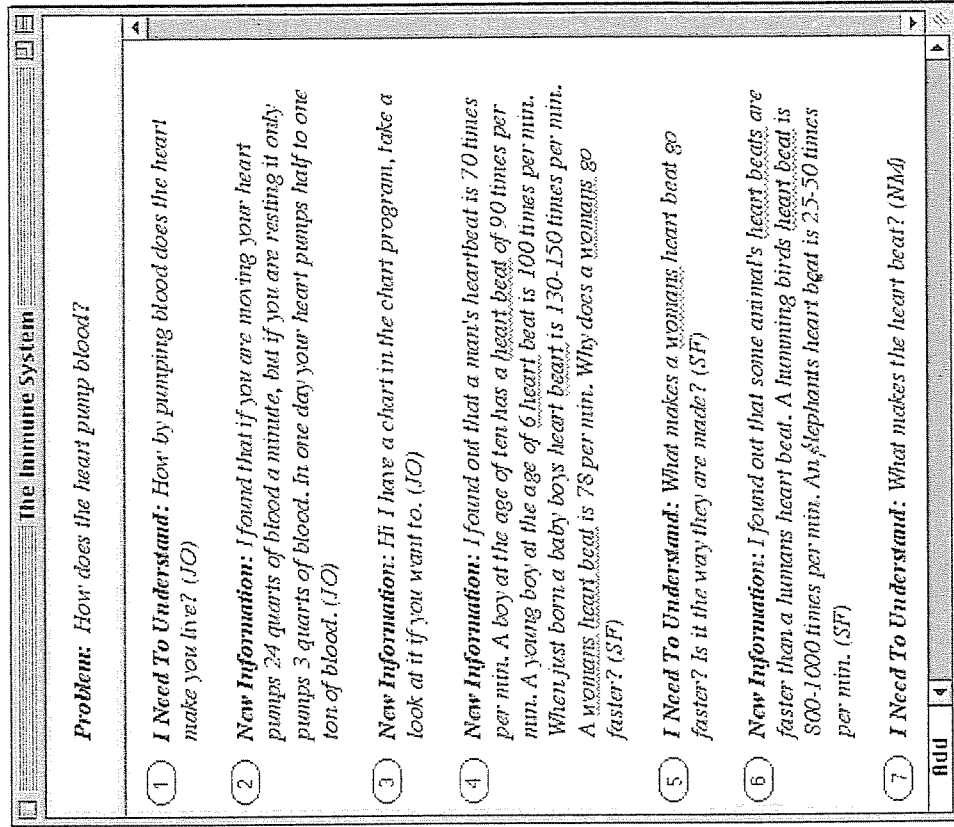 The Immune System
Problem: How does the heart pump blood?
1 I Need To Understand: How by pumping blood does the heart
make you live? (JO)
2 New Information: I found that if you are moving your heart
pumps 24 quarts of blood a minute, but if you are resting it only
pumps 3 quarts of blood. In one day your heart pumps half to one
ton of blood. (JO)
3 New Information: Hi I have a chart in the chart program, take a
look at it if you want to. (JO)
4 New Information: I found out that a man's heartbeat is 70 times
per min. A boy at the age of ten has a heart beat of 90 times per
min. A young boy at the age of 6 heart beat is 100 times per min.
When just born a baby boys heart beart is 130-150 times per min.
A womans heart beat is 78 per min. Why does a womans go
faster? (SF)
5 I Need To Understand: What makes a womans heart beat go
faster? Is it the way they are made? (SF)
6 New Information: I found out that some animal's heart beats are
faster than a humans heart beat. A humming birds heart beat is
800-1000 times per min. An elephants heart beat is 25-50 times
per min. (SF)
7 I Need To Understand: What makes the heart beat? (NM)
Add